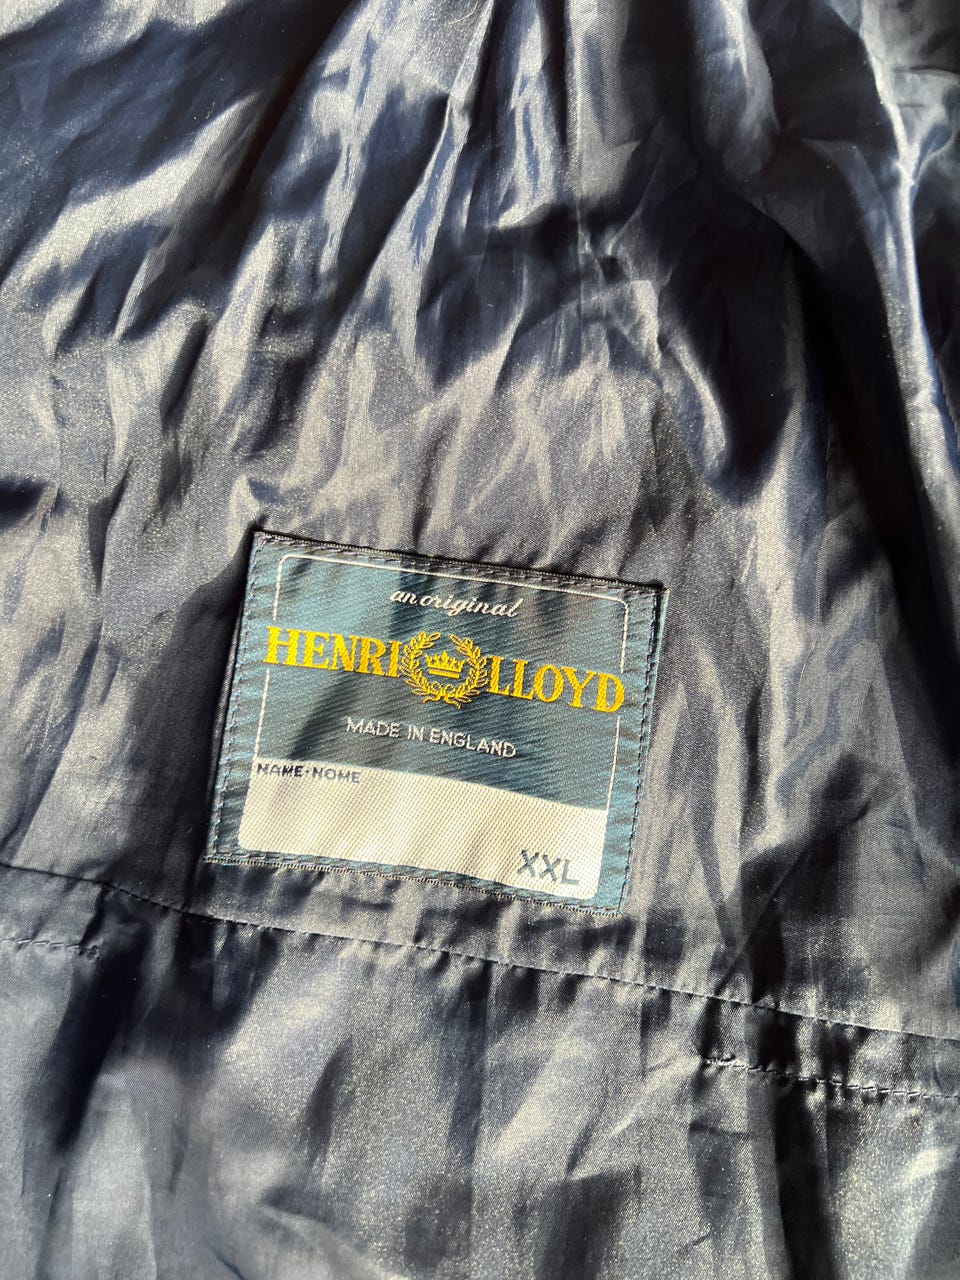 an original
HENRI LLOYD
MADE IN ENGLAND
NAME·NOME
XXL